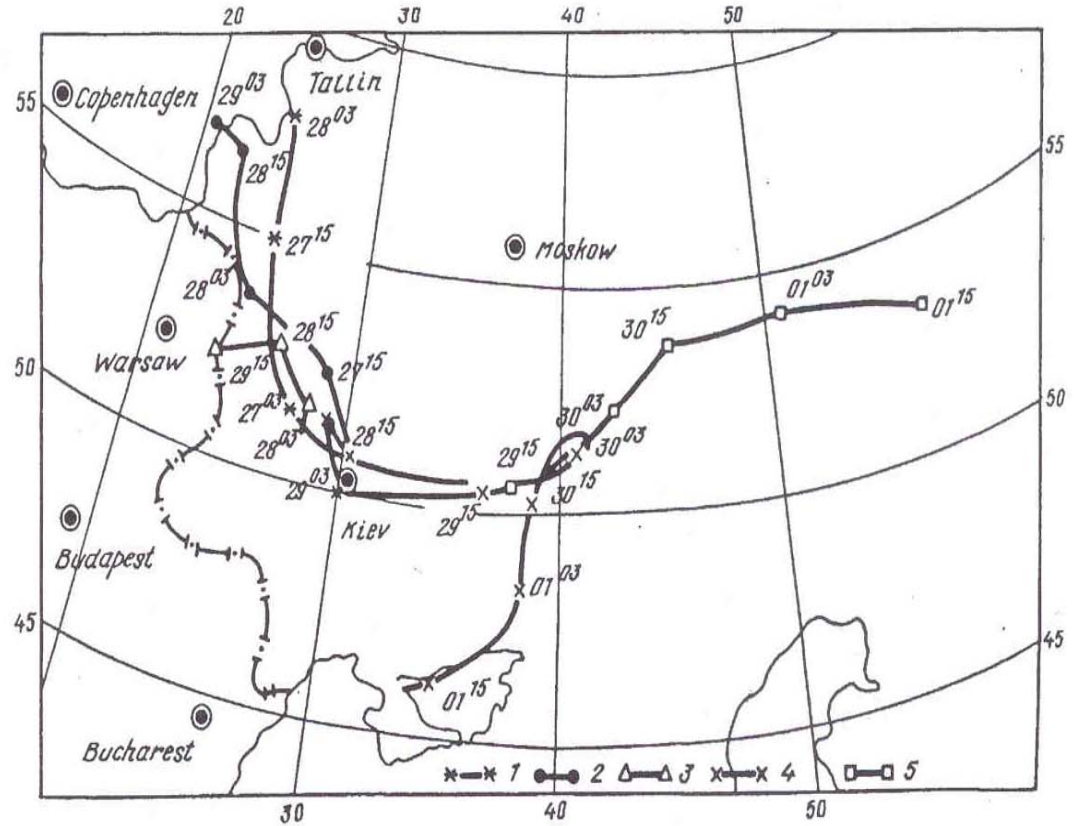 20 30 40 50
Tallin
55 Copenhagen 29⁰³
28⁰³
55
28¹⁵
27¹⁵ Moskow
28⁰³ 01⁰³
01¹⁵
30¹⁵
28¹⁵
Warsaw
50 29¹⁵ 27¹⁵
50
27⁰³ 30⁰³
28⁰³ 28¹⁵ 29¹⁵ 30⁰³
29⁰³ 30¹⁵
29¹⁵
Kiev
Budapest
01⁰³
45
45
01¹⁵
Bucharest
1 2 3 4 5
30 40 50